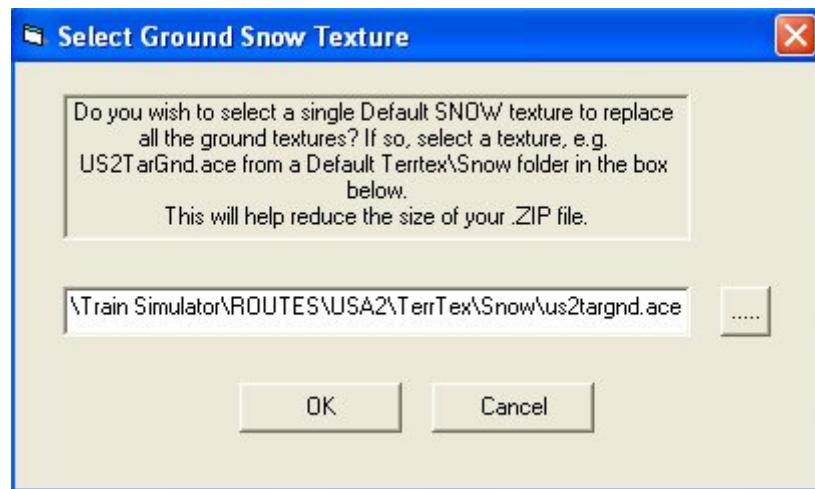 Select Ground Snow Texture
Do you wish to select a single Default SNOW texture to replace
all the ground textures? If so, select a texture, e.g.
US2TarGnd.ace from a Default Terrtex\Snow folder in the box
below.
This will help reduce the size of your .ZIP file.
\Train Simulator\ROUTES\USA2\TerrTex\Snow\us2targnd.ace
.....
OK
Cancel